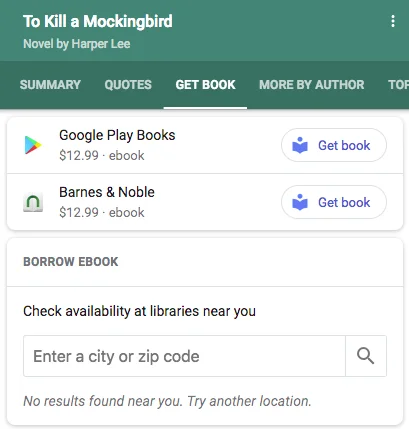 To Kill a Mockingbird
Novel by Harper Lee
SUMMARY QUOTES GET BOOK MORE BY AUTHOR TOP
Google Play Books
$12.99 · ebook
Get book
Barnes & Noble
$12.99 · ebook
Get book
BORROW EBOOK
Check availability at libraries near you
Enter a city or zip code
No results found near you. Try another location.